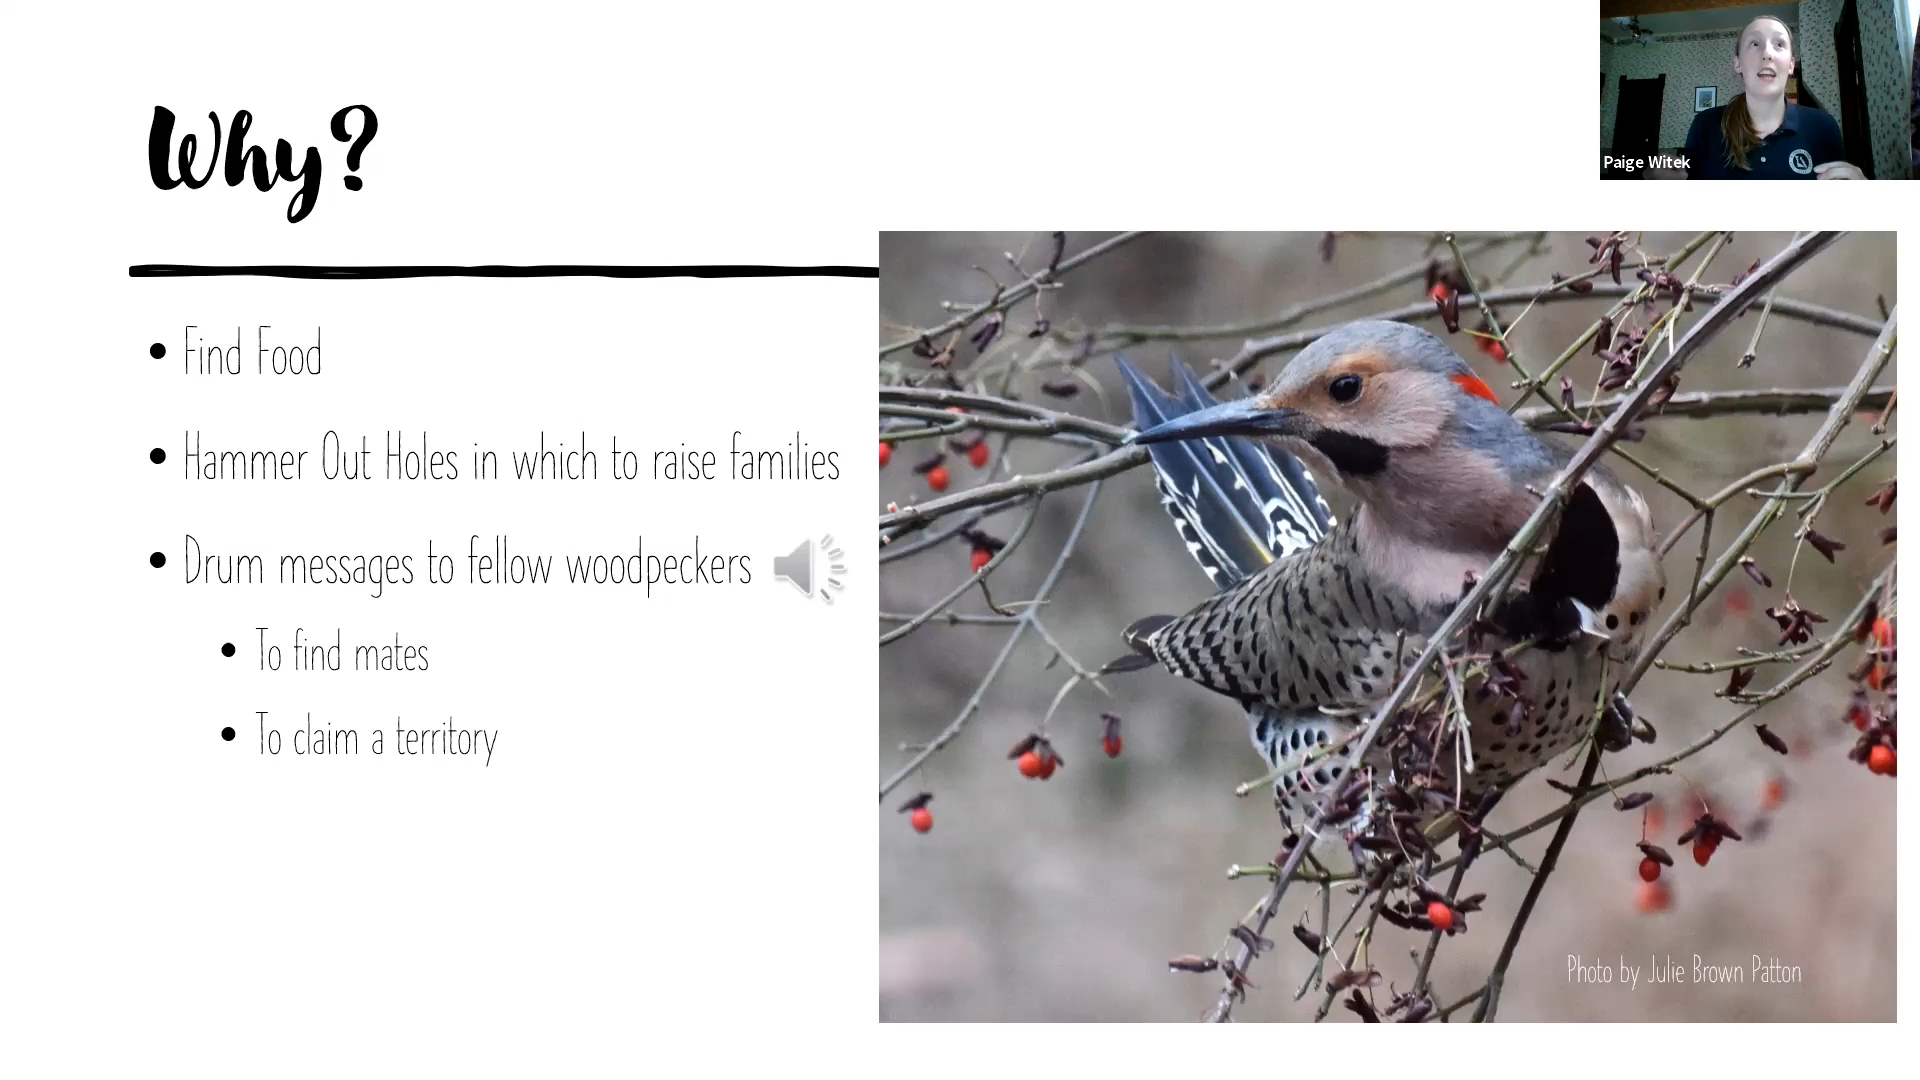 Why?
Paige Witek
Find Food
Hammer Out Holes in which to raise families
Drum messages to fellow woodpeckers
To find mates
To claim a territory
Photo by Julie Brown Patton